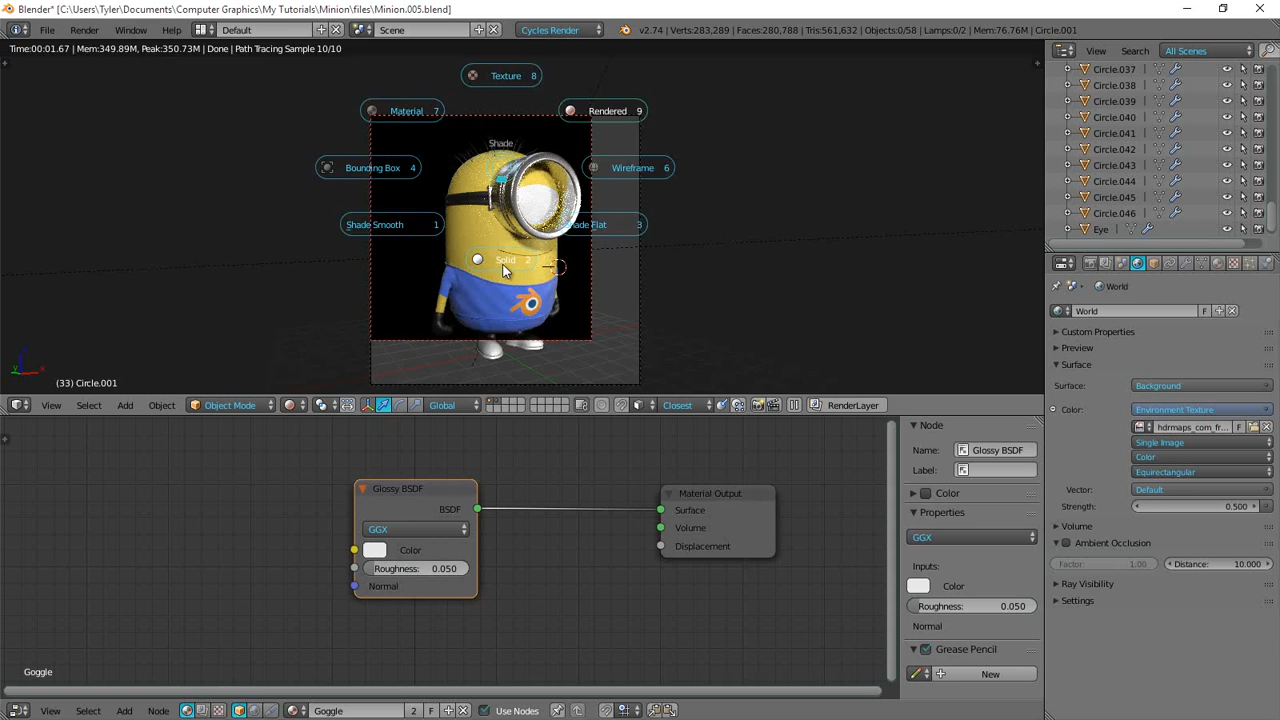 Blender* [C:\Users\Tyler\Documents\Computer Graphics\My Tutorials\Minion\files\Minion.005.blend]
File Render Window Help Default Scene Cycles Render v2.74 | Verts:283,289 | Faces:280,788 | Tris:561,632 | Objects:0/58 | Lamps:0/2 | Mem:76.76M | Circle.001
Time:00:01.67 | Mem:349.89M, Peak:350.73M | Done | Path Tracing Sample 10/10
View Search All Scenes
Circle.037
Circle.038
Circle.039
Circle.040
Circle.041
Circle.042
Circle.043
Circle.044
Circle.045
Circle.046
Eye
Texture 8
Material 7
Rendered 9
Shade
Bounding Box 4
Wireframe 6
Shade Smooth 1
Shade Flat 3
Solid 2
(33) Circle.001
View Select Add Object Object Mode Global Closest RenderLayer
World
World F
Custom Properties
Preview
Surface
Surface: Background
Color: Environment Texture
hdrmaps_com_fr... F
Single Image
Color
Equirectangular
Vector: Default
Strength: 0.500
Volume
Ambient Occlusion
Factor: 1.00 Distance: 10.000
Ray Visibility
Settings
Glossy BSDF
BSDF
GGX
Color
Roughness: 0.050
Normal
Material Output
Surface
Volume
Displacement
Node
Name: Glossy BSDF
Label:
Color
Properties
GGX
Inputs:
Color
Roughness: 0.050
Normal
Grease Pencil
New
Goggle
View Select Add Node Goggle 2 F Use Nodes